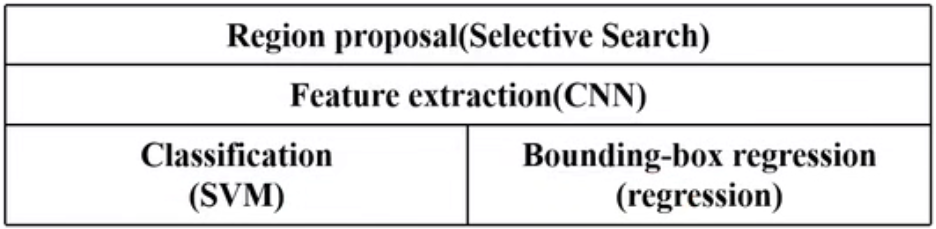 Region proposal(Selective Search)
Feature extraction(CNN)
Classification
(SVM)
Bounding-box regression
(regression)